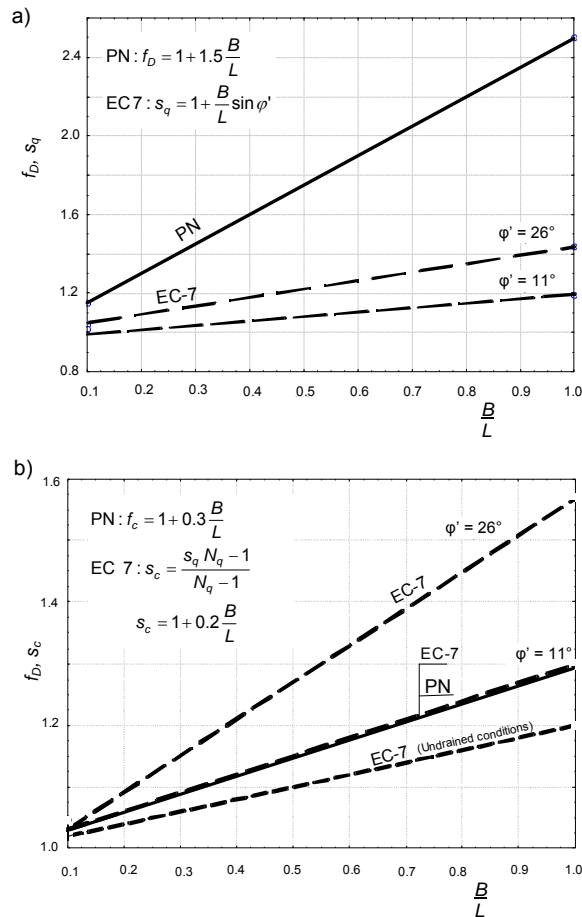 a)
2.4
2.0
1.6
1.2
0.8
f_D, s_q
PN: f_D = 1+1.5 B/L
EC7: s_q = 1+ B/L sin φ'
PN
EC-7
φ' = 26°
φ' = 11°
0.1 0.2 0.3 0.4 0.5 0.6 0.7 0.8 0.9 1.0
B/L
b)
1.6
1.4
1.3
1.2
1.0
f_D, s_c
PN: f_c = 1+0.3 B/L
EC 7: s_c = (s_q N_q −1)/(N_q −1)
s_c = 1+0.2 B/L
φ' = 26°
EC-7
EC-7
φ' = 11°
PN
EC-7 (Undrained conditions)
0.1 0.2 0.3 0.4 0.5 0.6 0.7 0.8 0.9 1.0
B/L